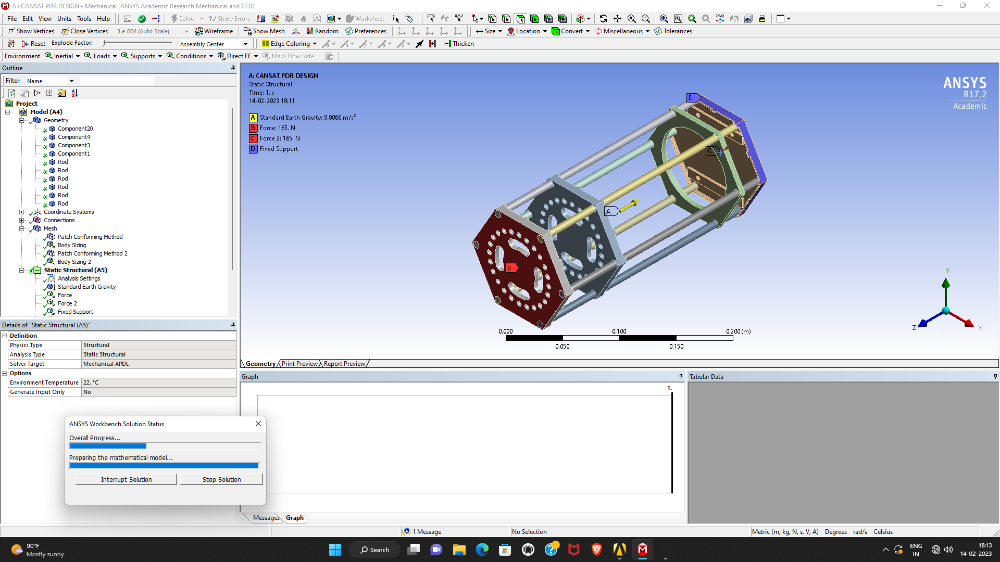 A : CANSAT PDR DESIGN - Mechanical [ANSYS Academic Research Mechanical and CFD]
File Edit View Units Tools Help Solve ?/ Show Errors Worksheet
Show Vertices Close Vertices 3.e-004 (Auto Scale) Wireframe Show Mesh Random Preferences Size Location Convert Miscellaneous Tolerances
Reset Explode Factor: Assembly Center Edge Coloring Thicken
Environment Inertial Loads Supports Conditions Direct FE Mass Flow Rate
Outline
Filter: Name
Project
Model (A4)
Geometry
Component20
Component4
Component3
Component1
Rod
Rod
Rod
Rod
Rod
Rod
Coordinate Systems
Connections
Mesh
Patch Conforming Method
Body Sizing
Patch Conforming Method 2
Body Sizing 2
Static Structural (A5)
Analysis Settings
Standard Earth Gravity
Force
Force 2
Fixed Support
Details of "Static Structural (A5)"
Definition
Physics Type Structural
Analysis Type Static Structural
Solver Target Mechanical APDL
Options
Environment Temperature 22. °C
Generate Input Only No
A: CANSAT PDR DESIGN
Static Structural
Time: 1. s
14-02-2023 18:11
A Standard Earth Gravity: 9.8066 m/s²
B Force: 165. N
C Force 2: 165. N
D Fixed Support
ANSYS
R17.2
Academic
D
C
A
B
0.000 0.100 0.200 (m)
0.050 0.150
Y
Z
X
Geometry Print Preview Report Preview
Graph
1.
Tabular Data
ANSYS Workbench Solution Status
Overall Progress...
Preparing the mathematical model...
Interrupt Solution Stop Solution
Messages Graph
1 Message No Selection Metric (m, kg, N, s, V, A) Degrees rad/s Celsius
90°F
Mostly sunny
Search
ENG
IN
18:13
14-02-2023